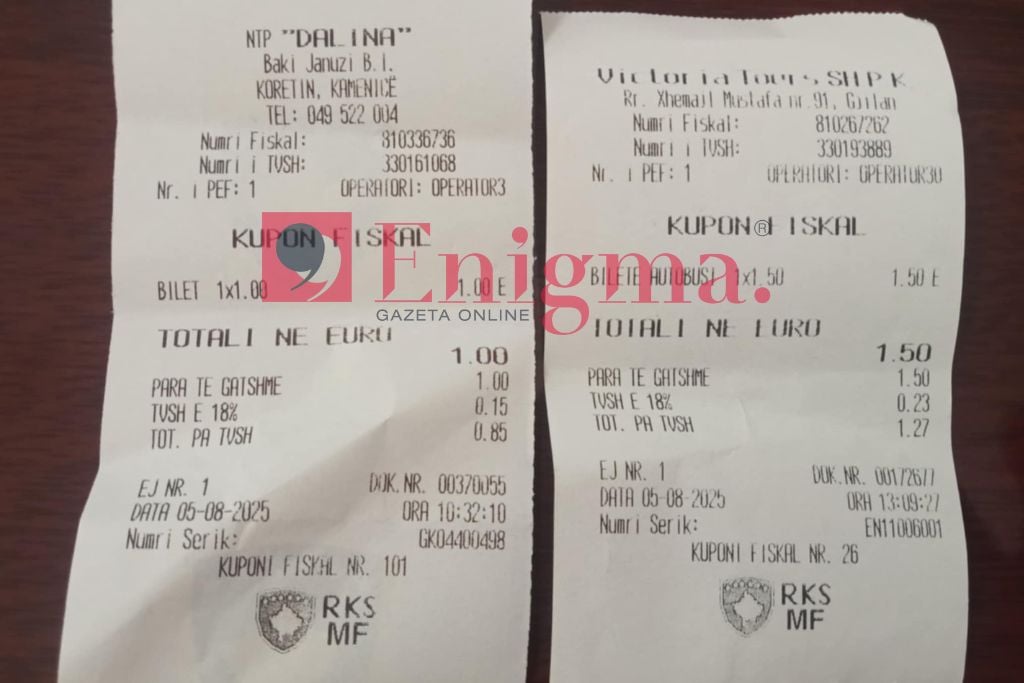 NTP "DALINA"
Baki Januzi B.I.
KORETIN, KAMENICË
TEL: 049 522 004
Numri Fiskal: 810336736
Numri i TVSH: 330161068
Nr. i PEF: 1 OPERATORI: OPERATOR3
KUPON FISKAL
BILET 1x1.00 1.00 E
TOTALI NE EURO
1.00
PARA TE GATSHME 1.00
TVSH E 18% 0.15
TOT. PA TVSH 0.85
EJ NR. 1 DOK.NR. 00370055
DATA 05-08-2025 ORA 10:32:10
Numri Serik: GK04400498
KUPONI FISKAL NR. 101
RKS
MF
Victoria Tours SH P K
Rr. Xhemajl Mustafa nr.91, Gjilan
Numri Fiskal: 810267262
Numri i TVSH: 330193889
Nr. i PEF: 1 OPERATORI: OPERATOR30
KUPON FISKAL
BILETE AUTOBUSI 1x1.50 1.50 E
TOTALI NE EURO
1.50
PARA TE GATSHME 1.50
TVSH E 18% 0.23
TOT. PA TVSH 1.27
EJ NR. 1 DOK.NR. 00172677
DATA 05-08-2025 ORA 13:09:27
Numri Serik: EN11006001
KUPONI FISKAL NR. 26
RKS
MF
Enigma.®
GAZETA ONLINE